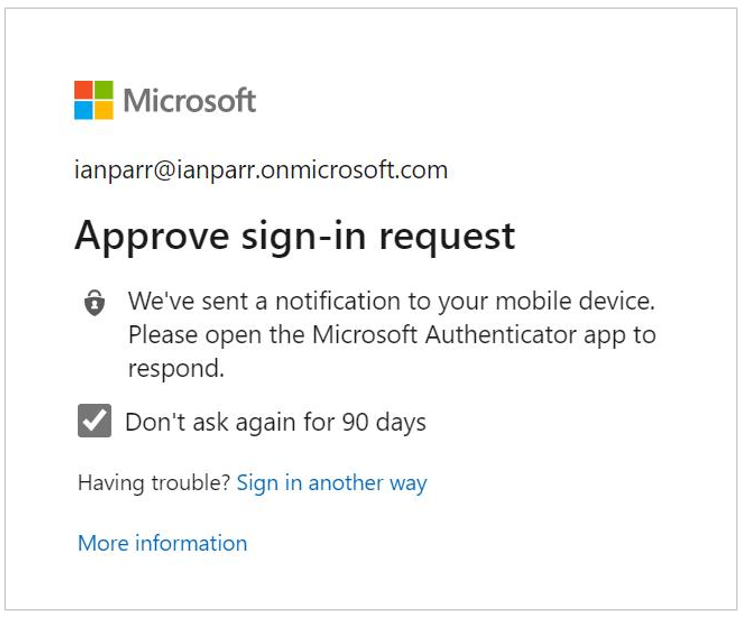 Microsoft
ianparr@ianparr.onmicrosoft.com
Approve sign-in request
We've sent a notification to your mobile device.
Please open the Microsoft Authenticator app to
respond.
Don't ask again for 90 days
Having trouble? Sign in another way
More information